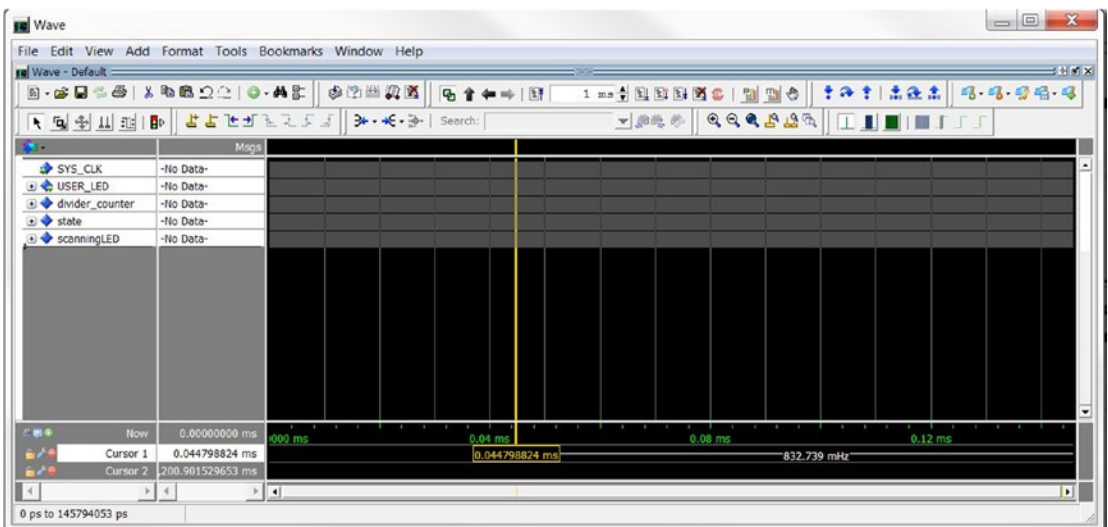 Wave
File Edit View Add Format Tools Bookmarks Window Help
Wave - Default
1 ms
Search:
Msgs
SYS_CLK -No Data-
USER_LED -No Data-
divider_counter -No Data-
state -No Data-
scanningLED -No Data-
Now 0.00000000 ms 000 ms 0.04 ms 0.08 ms 0.12 ms
Cursor 1 0.044798824 ms 0.044798824 ms 832.739 mHz
Cursor 2 200.901529653 ms
0 ps to 145794053 ps